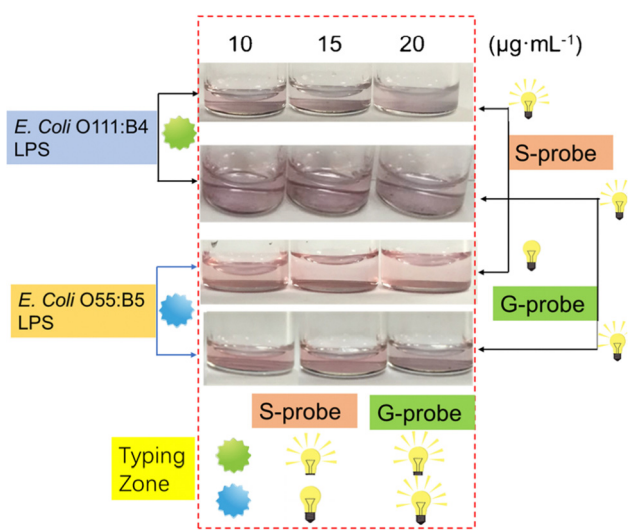 10 15 20 (µg·mL⁻¹)
E. Coli O111:B4
LPS
S-probe
E. Coli O55:B5
LPS
G-probe
S-probe G-probe
Typing
Zone